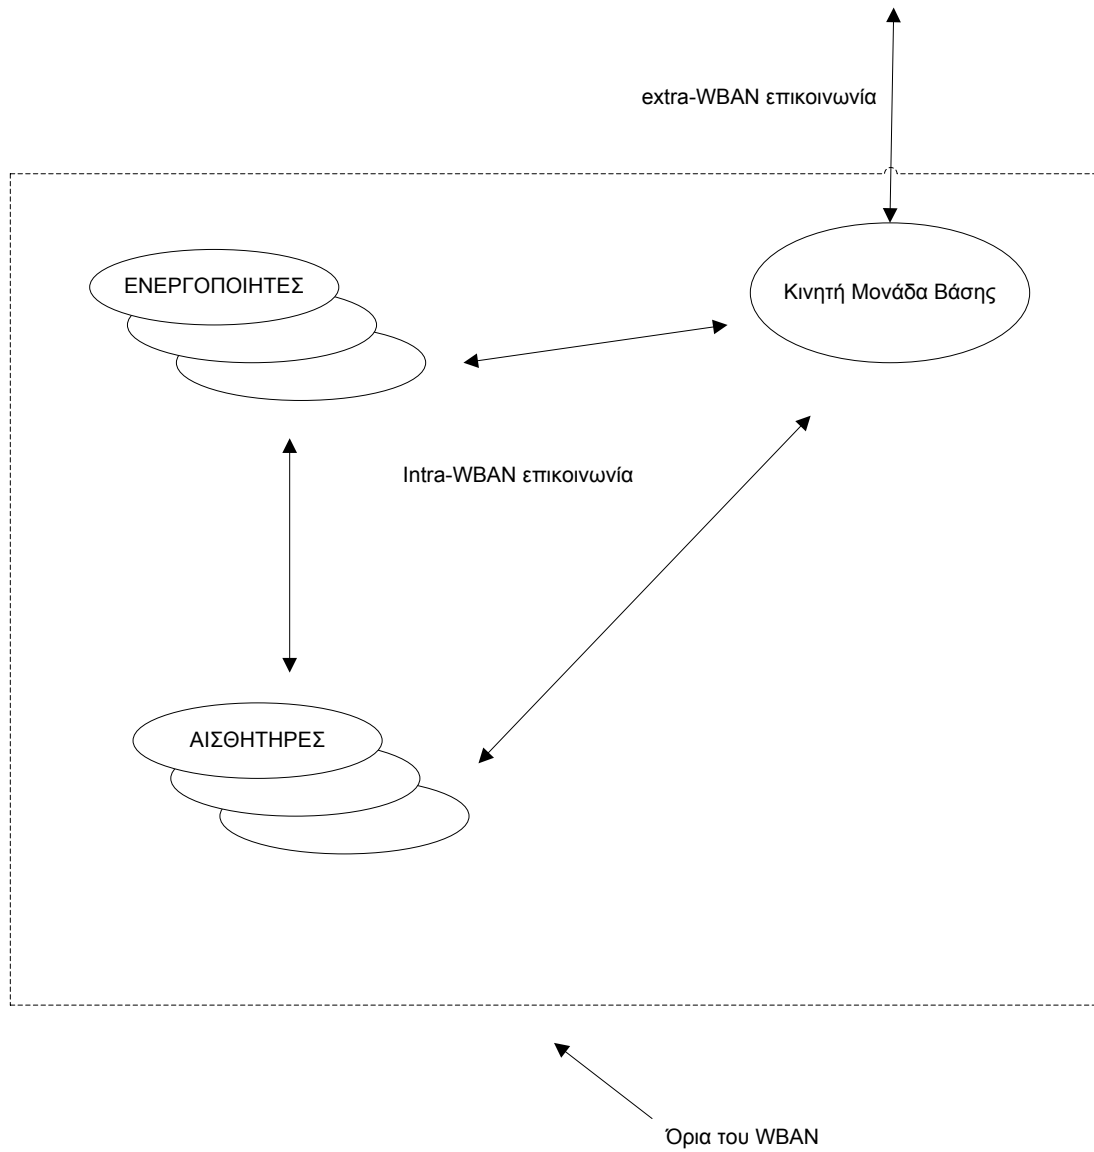 extra-WBAN επικοινωνία
ΕΝΕΡΓΟΠΟΙΗΤΕΣ
Κινητή Μονάδα Βάσης
Intra-WBAN επικοινωνία
ΑΙΣΘΗΤΗΡΕΣ
Όρια του WBAN